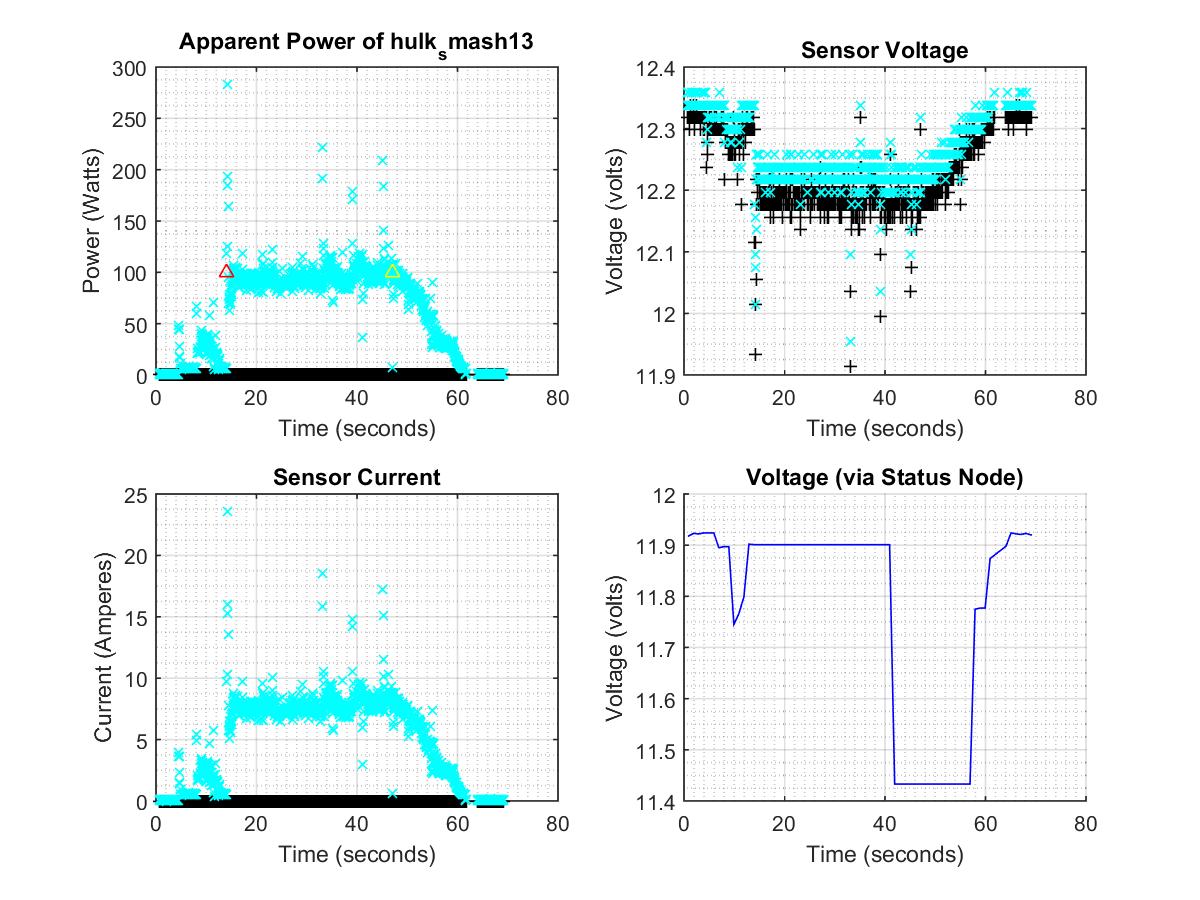 Apparent Power of hulksmash13
300
250
200
150
100
50
0
Power (Watts)
0 20 40 60 80
Time (seconds)
Sensor Voltage
12.4
12.3
12.2
12.1
12
11.9
Voltage (volts)
0 20 40 60 80
Time (seconds)
Sensor Current
25
20
15
10
5
0
Current (Amperes)
0 20 40 60 80
Time (seconds)
Voltage (via Status Node)
12
11.9
11.8
11.7
11.6
11.5
11.4
Voltage (volts)
0 20 40 60 80
Time (seconds)